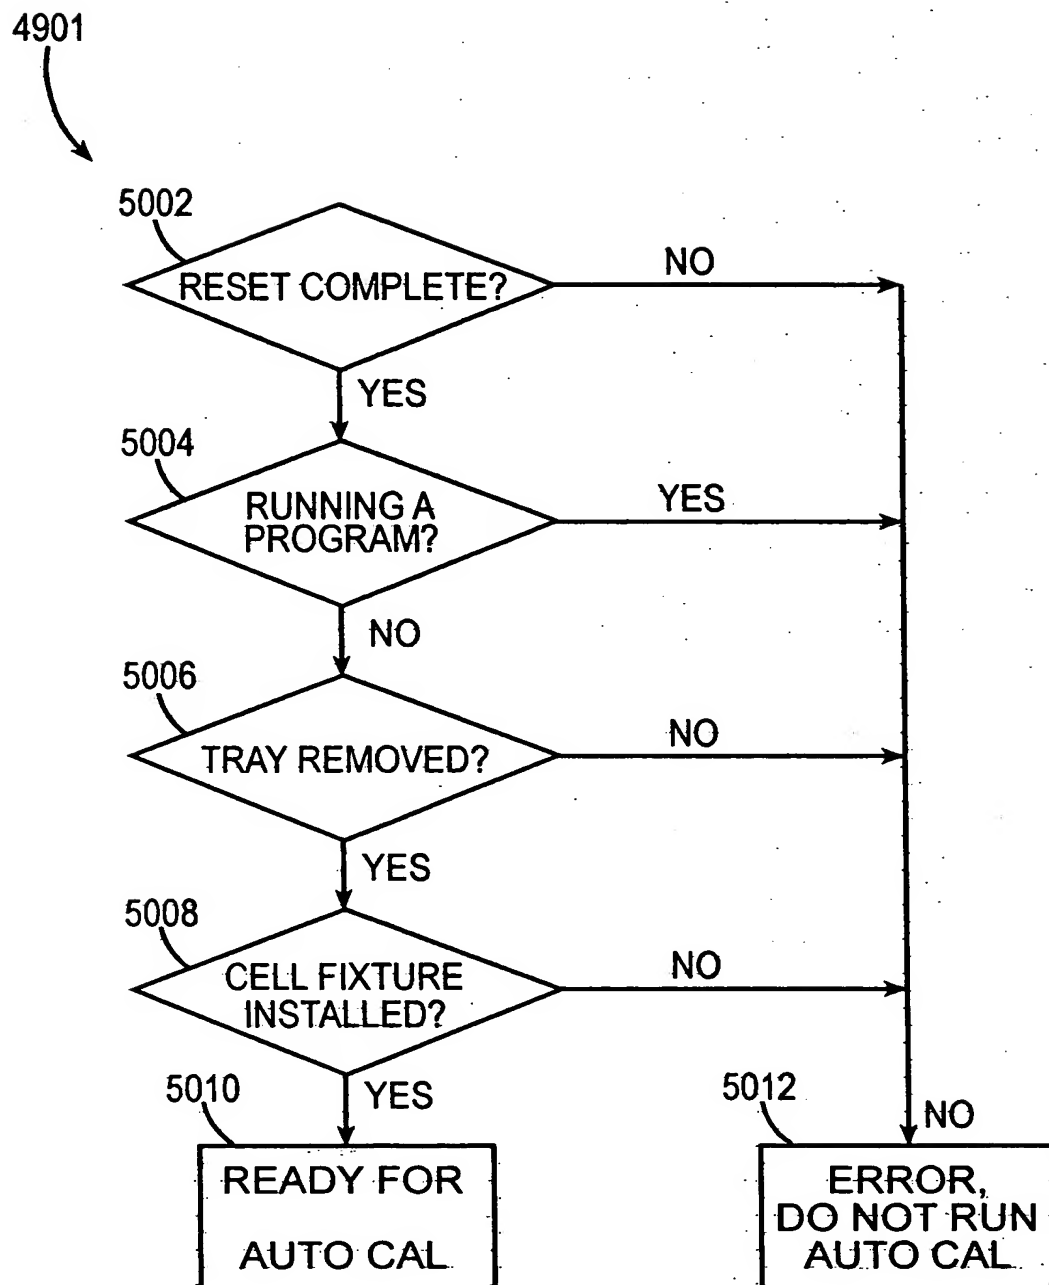 4901
5002
RESET COMPLETE?
NO
YES
5004
RUNNING A
PROGRAM?
YES
NO
5006
TRAY REMOVED?
NO
YES
5008
CELL FIXTURE
INSTALLED?
NO
YES
5010
READY FOR
AUTO CAL
5012
NO
ERROR,
DO NOT RUN
AUTO CAL